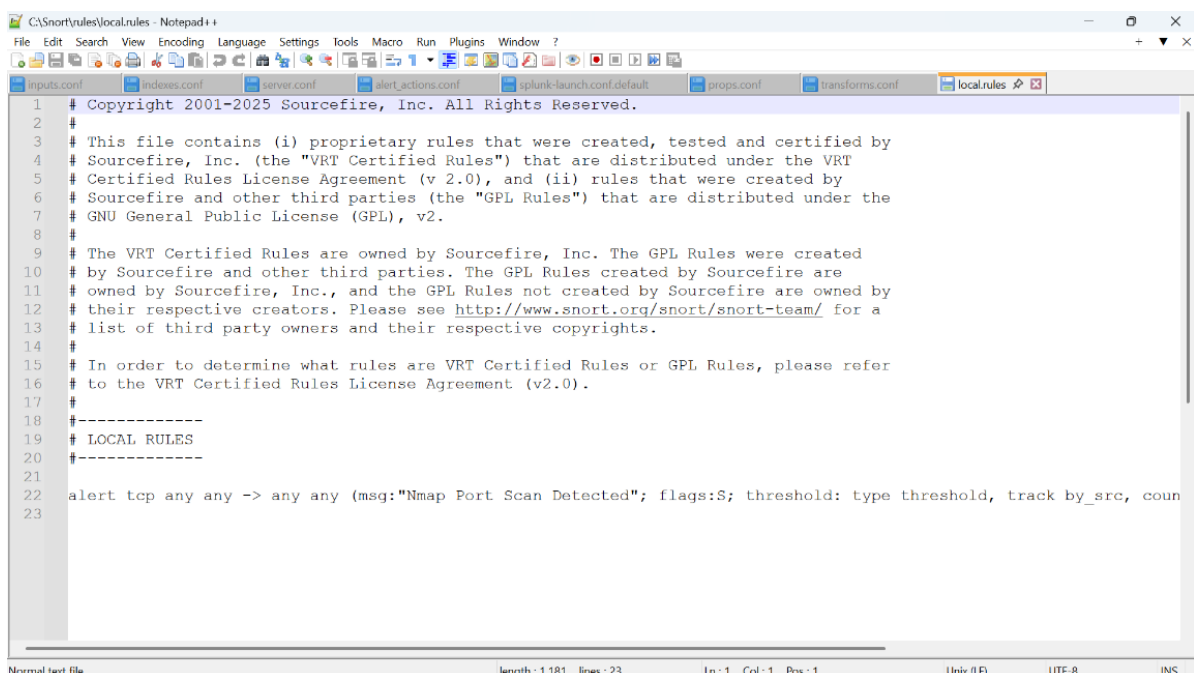 C:\Snort\rules\local.rules - Notepad++
File Edit Search View Encoding Language Settings Tools Macro Run Plugins Window ?
inputs.conf indexes.conf server.conf alert_actions.conf splunk-launch.conf.default props.conf transforms.conf local.rules
1 # Copyright 2001-2025 Sourcefire, Inc. All Rights Reserved.
2 #
3 # This file contains (i) proprietary rules that were created, tested and certified by
4 # Sourcefire, Inc. (the "VRT Certified Rules") that are distributed under the VRT
5 # Certified Rules License Agreement (v 2.0), and (ii) rules that were created by
6 # Sourcefire and other third parties (the "GPL Rules") that are distributed under the
7 # GNU General Public License (GPL), v2.
8 #
9 # The VRT Certified Rules are owned by Sourcefire, Inc. The GPL Rules were created
10 # by Sourcefire and other third parties. The GPL Rules created by Sourcefire are
11 # owned by Sourcefire, Inc., and the GPL Rules not created by Sourcefire are owned by
12 # their respective creators. Please see http://www.snort.org/snort/snort-team/ for a
13 # list of third party owners and their respective copyrights.
14 #
15 # In order to determine what rules are VRT Certified Rules or GPL Rules, please refer
16 # to the VRT Certified Rules License Agreement (v2.0).
17 #
18 #-------------
19 # LOCAL RULES
20 #-------------
21
22 alert tcp any any -> any any (msg:"Nmap Port Scan Detected"; flags:S; threshold: type threshold, track by_src, coun
23
Normal text file length : 1,181 lines : 23 Ln : 1 Col : 1 Pos : 1 Unix (LF) UTF-8 INS